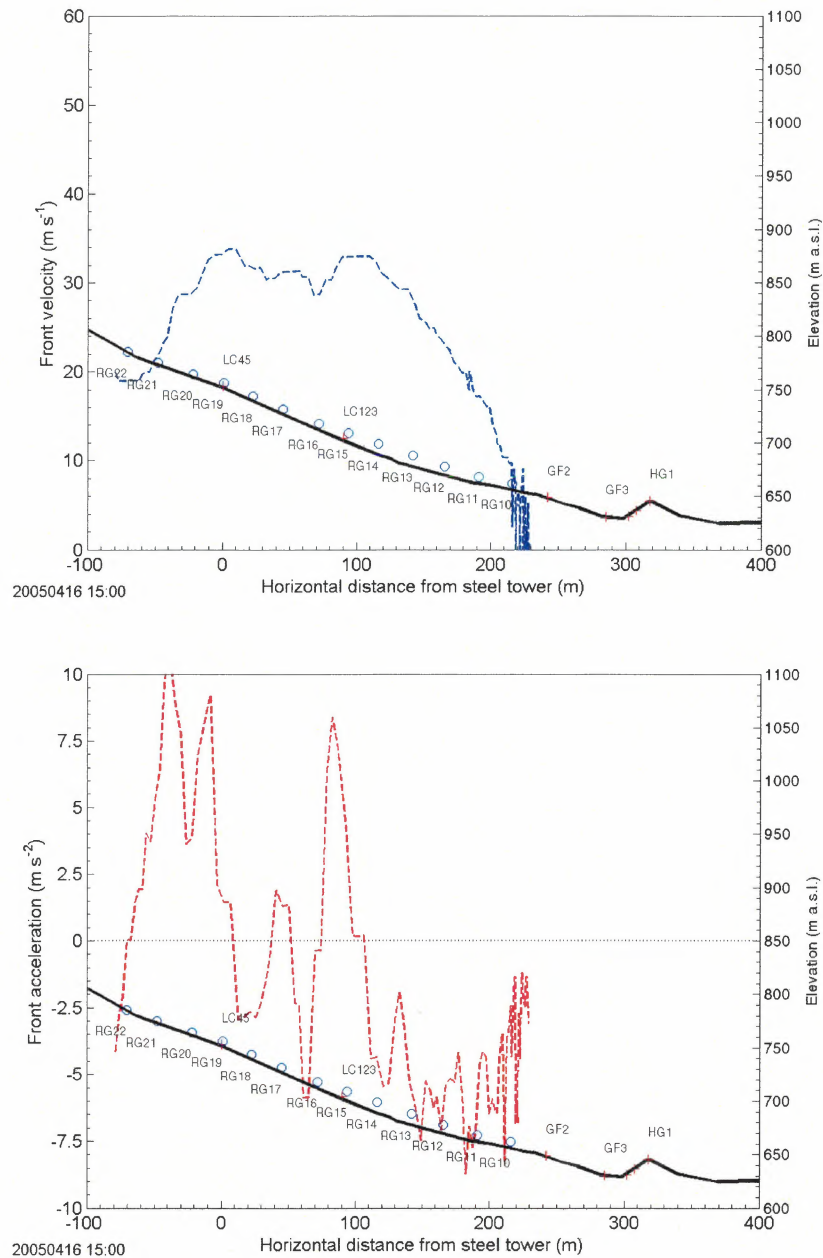 60
50
40
30
20
10
0
Front velocity (m s-1)
1100
1050
1000
950
900
850
800
750
700
650
600
Elevation (m a.s.l.)
RG22
RG21
RG20
RG19
RG18
RG17
RG16
RG15
RG14
RG13
RG12
RG11
RG10
LC45
LC123
GF2
GF3
HG1
-100 0 100 200 300 400
Horizontal distance from steel tower (m)
20050416 15:00
10
7.5
5
2.5
0
-2.5
-5
-7.5
-10
Front acceleration (m s-2)
1100
1050
1000
950
900
850
800
750
700
650
600
Elevation (m a.s.l.)
RG22
RG21
RG20
RG19
RG18
RG17
RG16
RG15
RG14
RG13
RG12
RG11
RG10
LC45
LC123
GF2
GF3
HG1
-100 0 100 200 300 400
Horizontal distance from steel tower (m)
20050416 15:00